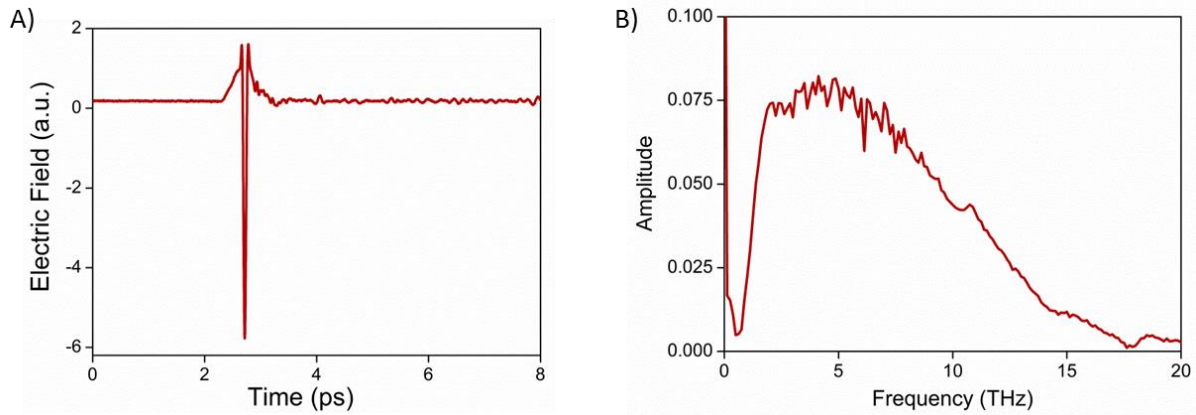 A)
2
0
-2
-4
-6
Electric Field (a.u.)
0 2 4 6 8
Time (ps)
B)
0.100
0.075
0.050
0.025
0.000
Amplitude
0 5 10 15 20
Frequency (THz)